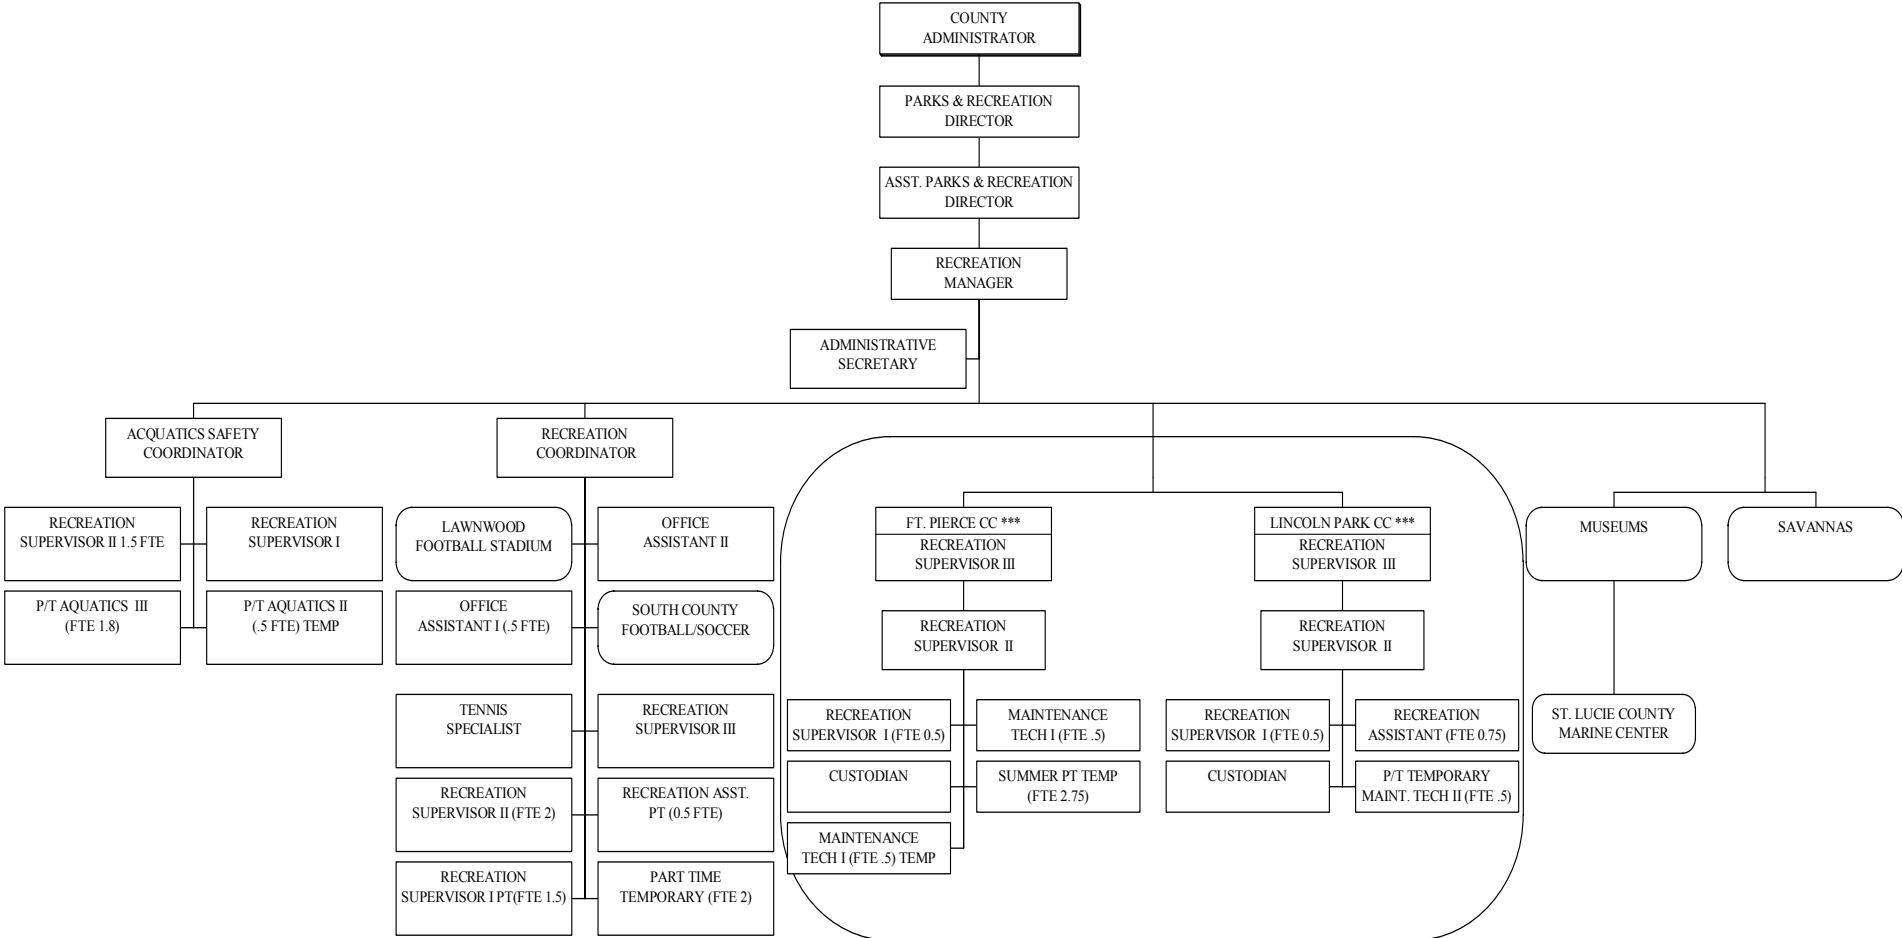 COUNTY
ADMINISTRATOR
PARKS & RECREATION
DIRECTOR
ASST. PARKS & RECREATION
DIRECTOR
RECREATION
MANAGER
ADMINISTRATIVE
SECRETARY
ACQUATICS SAFETY
COORDINATOR
RECREATION
COORDINATOR
RECREATION
SUPERVISOR II 1.5 FTE
RECREATION
SUPERVISOR I
P/T AQUATICS III
(FTE 1.8)
P/T AQUATICS II
(.5 FTE) TEMP
LAWNWOOD
FOOTBALL STADIUM
OFFICE
ASSISTANT II
OFFICE
ASSISTANT I (.5 FTE)
SOUTH COUNTY
FOOTBALL/SOCCER
TENNIS
SPECIALIST
RECREATION
SUPERVISOR III
RECREATION
SUPERVISOR II (FTE 2)
RECREATION ASST.
PT (0.5 FTE)
RECREATION
SUPERVISOR I PT(FTE 1.5)
PART TIME
TEMPORARY (FTE 2)
FT. PIERCE CC ***
RECREATION
SUPERVISOR III
RECREATION
SUPERVISOR II
RECREATION
SUPERVISOR I (FTE 0.5)
MAINTENANCE
TECH I (FTE .5)
CUSTODIAN
SUMMER PT TEMP
(FTE 2.75)
MAINTENANCE
TECH I (FTE .5) TEMP
LINCOLN PARK CC ***
RECREATION
SUPERVISOR III
RECREATION
SUPERVISOR II
RECREATION
SUPERVISOR I (FTE 0.5)
RECREATION
ASSISTANT (FTE 0.75)
CUSTODIAN
P/T TEMPORARY
MAINT. TECH II (FTE .5)
MUSEUMS
SAVANNAS
ST. LUCIE COUNTY
MARINE CENTER